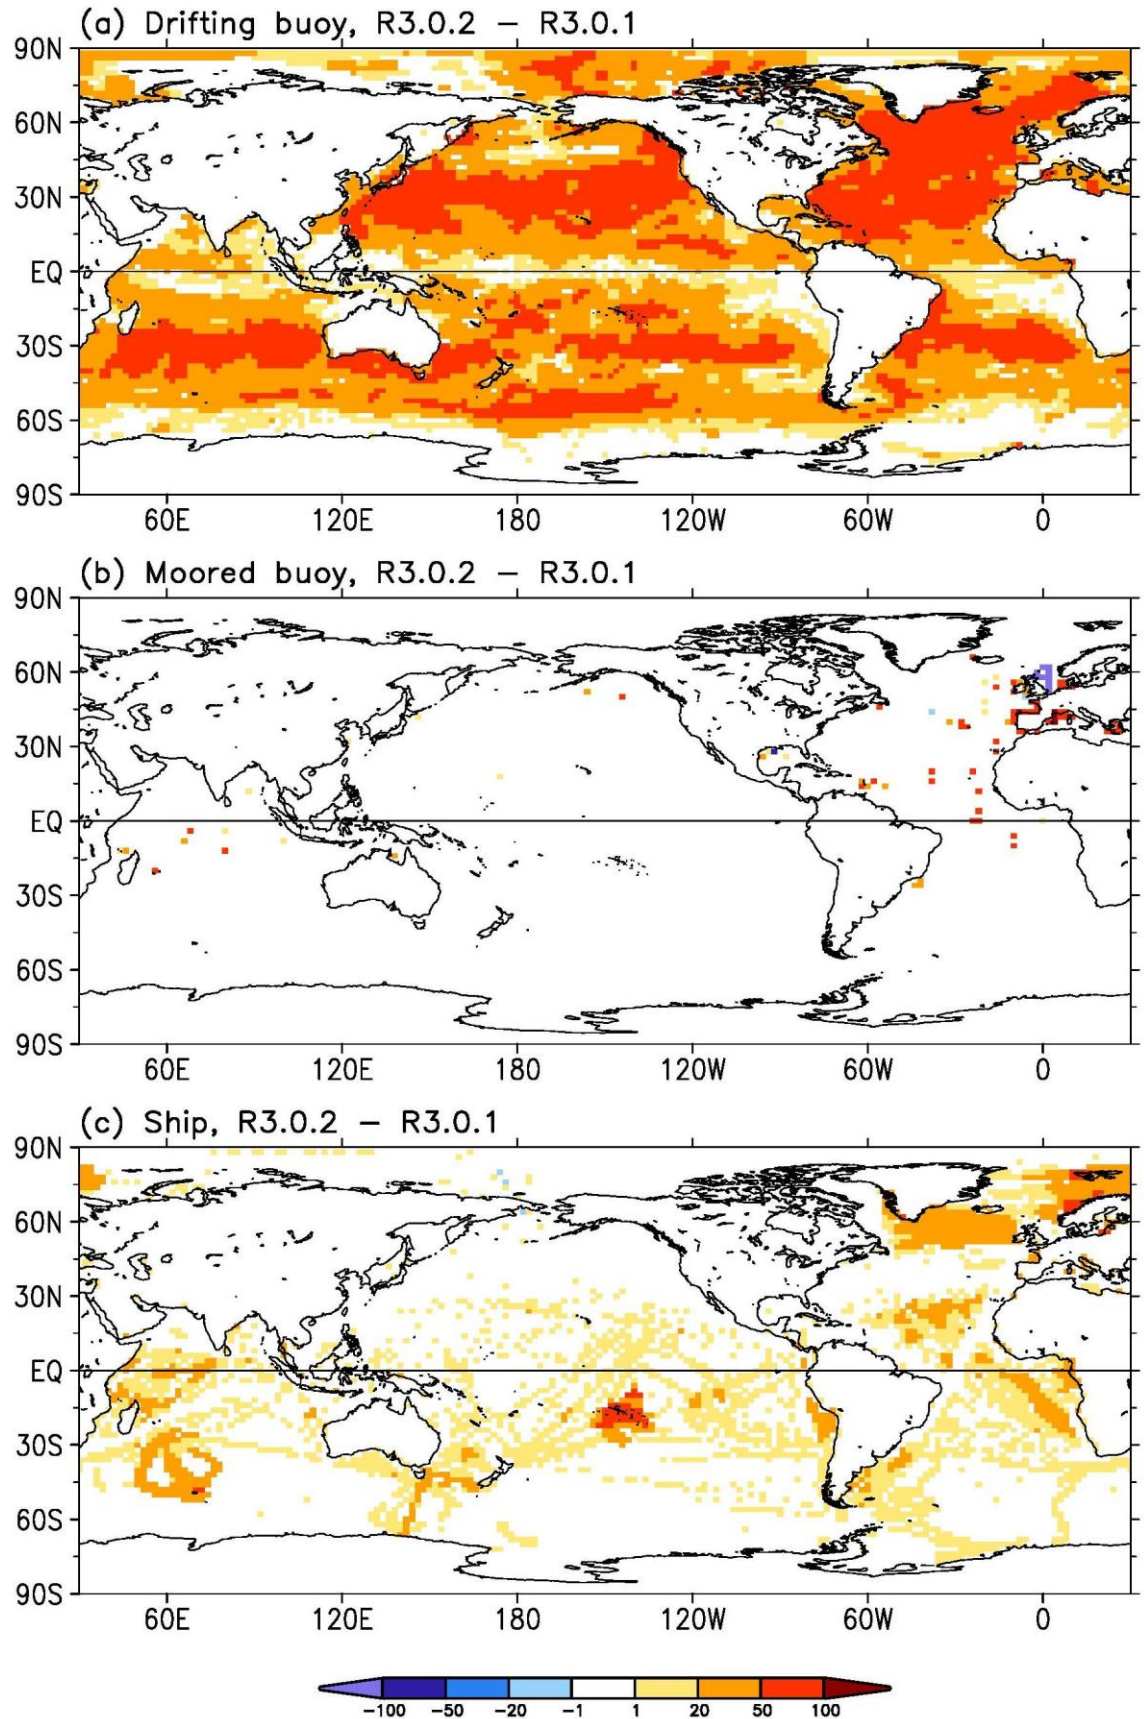 (a) Drifting buoy, R3.0.2 – R3.0.1
90N
60N
30N
EQ
30S
60S
90S
60E 120E 180 120W 60W 0
(b) Moored buoy, R3.0.2 – R3.0.1
90N
60N
30N
EQ
30S
60S
90S
60E 120E 180 120W 60W 0
(c) Ship, R3.0.2 – R3.0.1
90N
60N
30N
EQ
30S
60S
90S
60E 120E 180 120W 60W 0
-100 -50 -20 -1 1 20 50 100